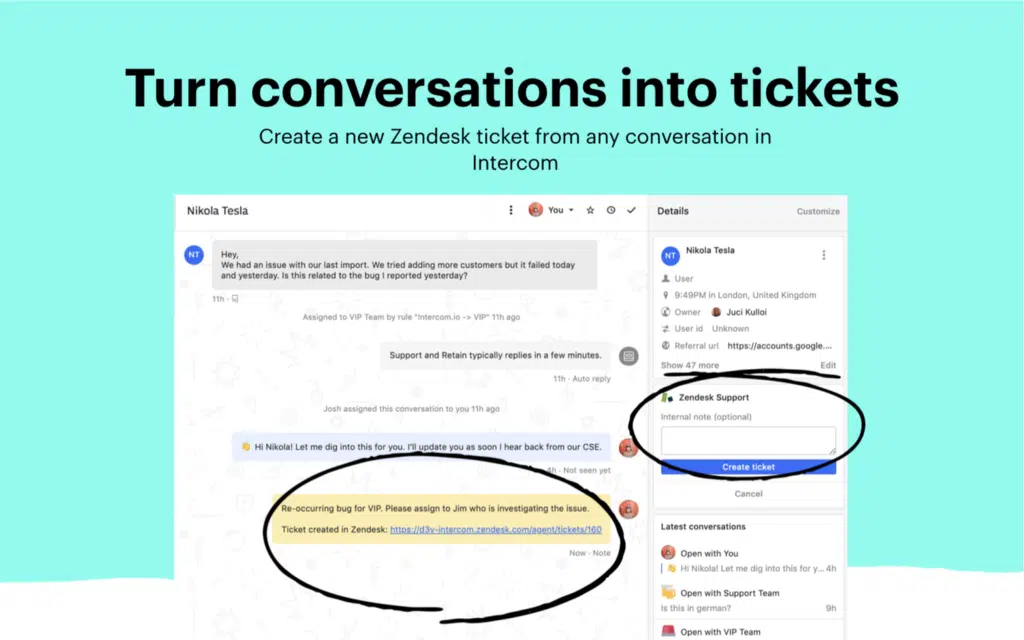 Turn conversations into tickets
Create a new Zendesk ticket from any conversation in
Intercom
Nikola Tesla
You
Details
Customize
NT
Hey,
We had an issue with our last import. We tried adding more customers but it failed today
and yesterday. Is this related to the bug I reported yesterday?
11h ·
Assigned to VIP Team by rule "Intercom.io -> VIP" 11h ago
Support and Retain typically replies in a few minutes.
11h · Auto reply
Josh assigned this conversation to you 11h ago
👋 Hi Nikola! Let me dig into this for you. I'll update you as soon I hear back from our CSE.
4h · Not seen yet
Re-occurring bug for VIP. Please assign to Jim who is investigating the issue.
Ticket created in Zendesk: https://d3v-intercom.zendesk.com/agent/tickets/160
Now · Note
NT
Nikola Tesla
User
9:49PM in London, United Kingdom
Owner Juci Kulloi
User id Unknown
Referral url https://accounts.google....
Show 47 more
Edit
Zendesk Support
Internal note (optional)
Create ticket
Cancel
Latest conversations
Open with You
👋 Hi Nikola! Let me dig into this for y... 4h
Open with Support Team
Is this in german? 9h
Open with VIP Team